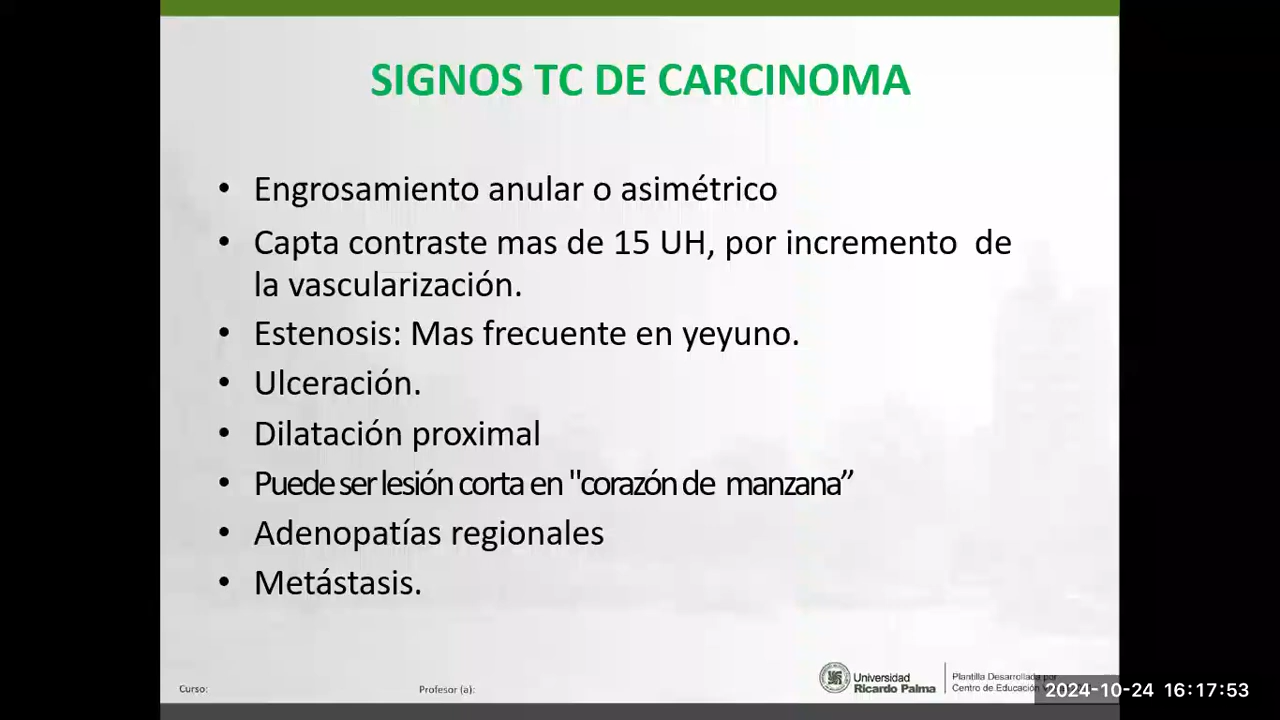 SIGNOS TC DE CARCINOMA
• Engrosamiento anular o asimétrico
• Capta contraste mas de 15 UH, por incremento de
la vascularización.
• Estenosis: Mas frecuente en yeyuno.
• Ulceración.
• Dilatación proximal
• Puede ser lesión corta en "corazón de manzana”
• Adenopatías regionales
• Metástasis.
Curso:
Profesor (a):
Universidad
Ricardo Palma
Plantilla Desarrollada por
Centro de Educación
2024-10-24 16:17:53